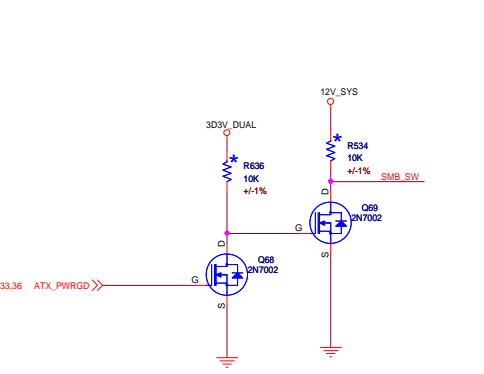 12V_SYS
3D3V_DUAL
* R534
10K
+/-1%
* R636
10K
+/-1%
SMB_SW
D
Q69
2N7002
G
S
D
Q68
2N7002
G
S
33,36 ATX_PWRGD